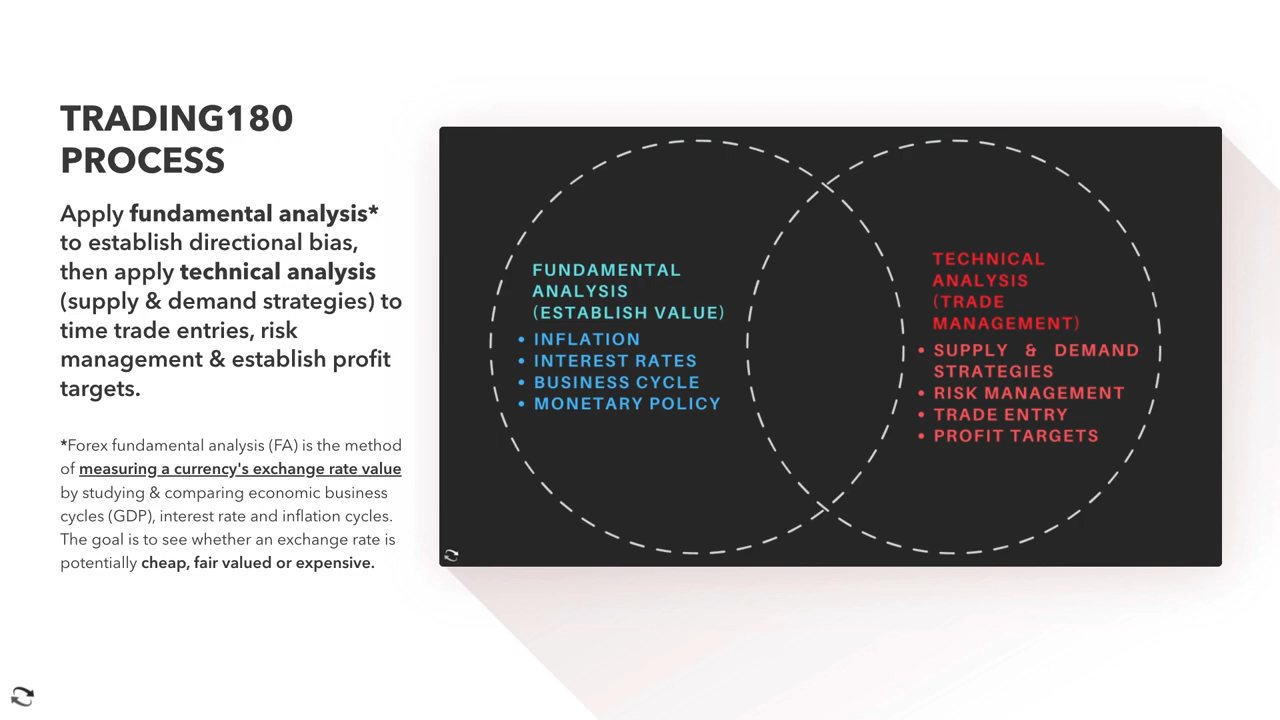 TRADING180
PROCESS
Apply fundamental analysis*
to establish directional bias,
then apply technical analysis
(supply & demand strategies) to
time trade entries, risk
management & establish profit
targets.
*Forex fundamental analysis (FA) is the method
of measuring a currency's exchange rate value
by studying & comparing economic business
cycles (GDP), interest rate and inflation cycles.
The goal is to see whether an exchange rate is
potentially cheap, fair valued or expensive.
FUNDAMENTAL
ANALYSIS
(ESTABLISH VALUE)
• INFLATION
• INTEREST RATES
• BUSINESS CYCLE
• MONETARY POLICY
TECHNICAL
ANALYSIS
(TRADE
MANAGEMENT)
• SUPPLY & DEMAND
STRATEGIES
• RISK MANAGEMENT
• TRADE ENTRY
• PROFIT TARGETS